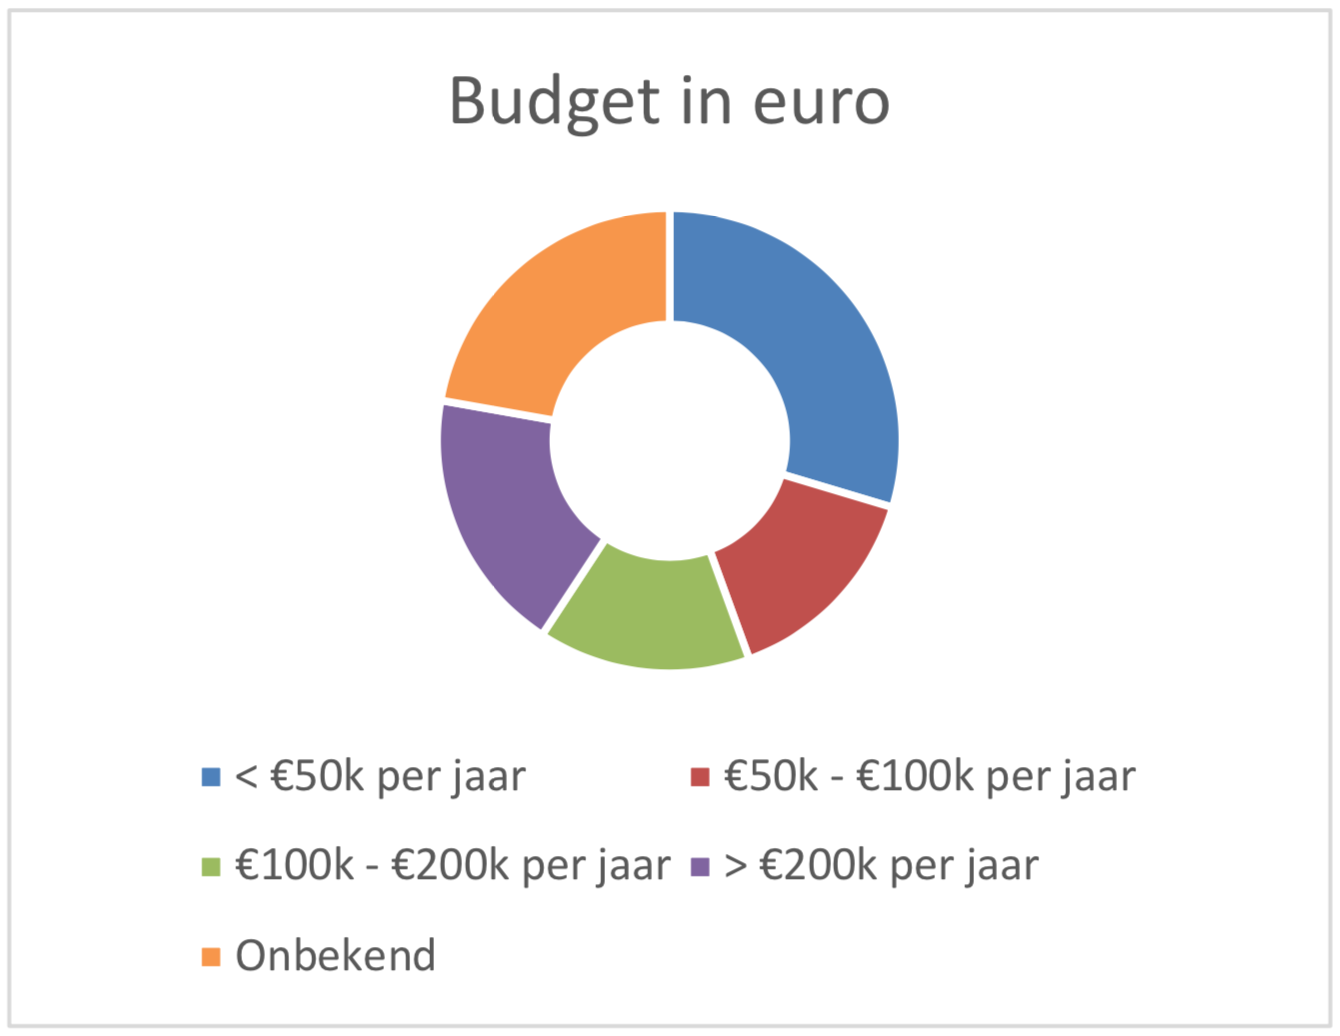 Budget in euro
< €50k per jaar
€50k - €100k per jaar
€100k - €200k per jaar
> €200k per jaar
Onbekend